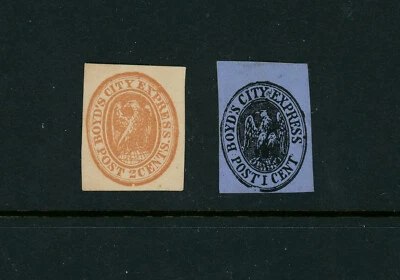 BOYD'S CITY EXPRESS.
POST 2 CENTS.
BOYD'S CITY EXPRESS
POST 1 CENT